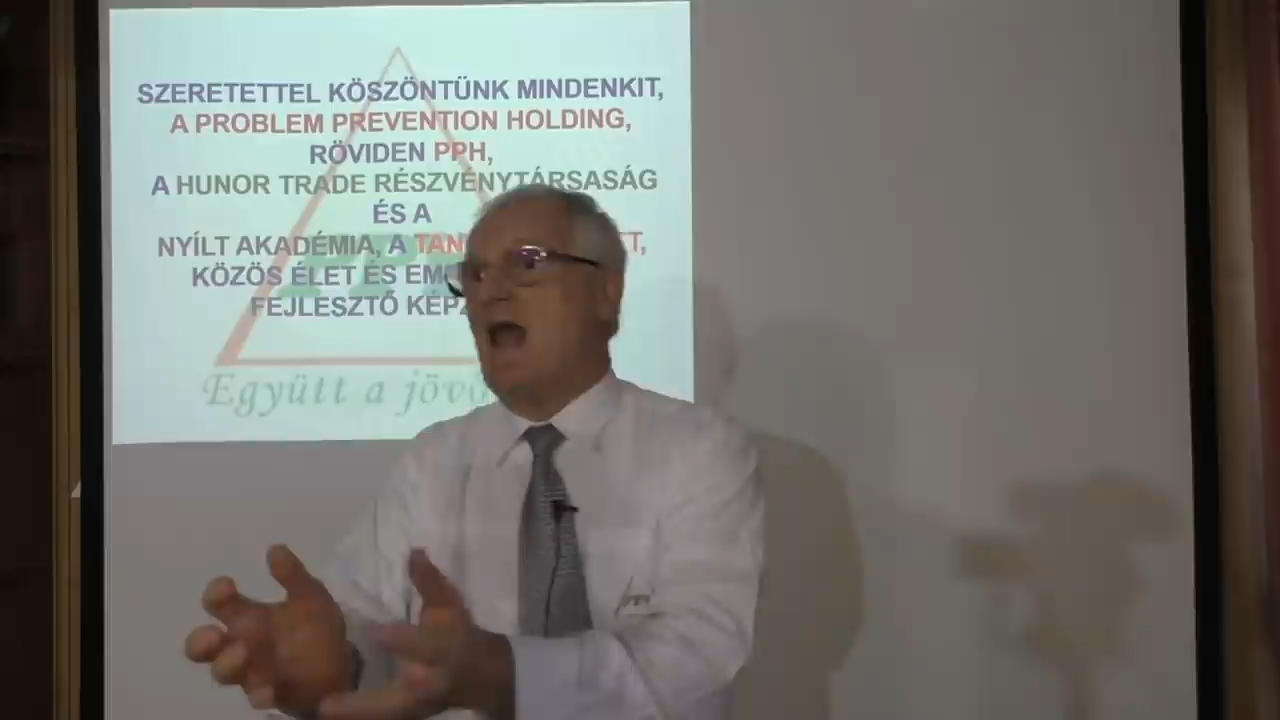 SZERETETTEL KÖSZÖNTÜNK MINDENKIT,
A PROBLEM PREVENTION HOLDING,
RÖVIDEN PPH,
A HUNOR TRADE RÉSZVÉNYTÁRSASÁG
ÉS A
NYÍLT AKADÉMIA, A
KÖZÖS ÉLET ÉS
FEJLESZTŐ
Együtt a